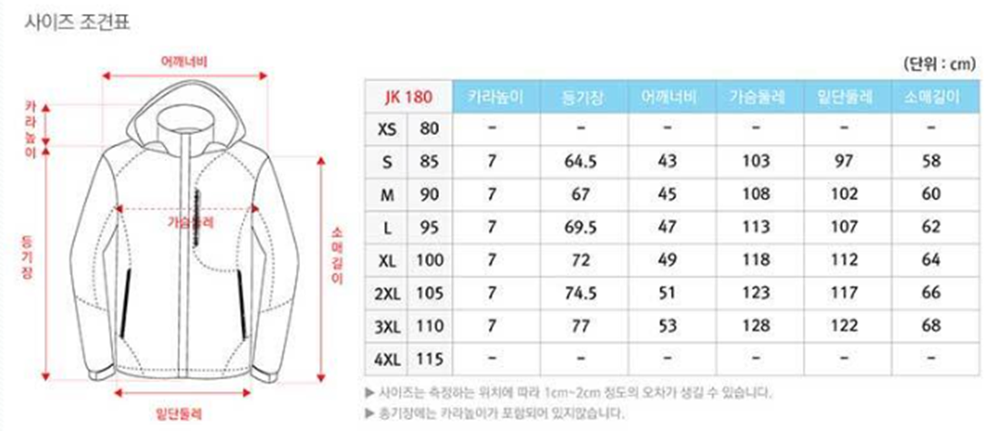 사이즈 조견표
(단위 : cm)
어깨너비
카라높이
등기장
가슴둘레
소매길이
밑단둘레
JK 180 카라높이 등기장 어깨너비 가슴둘레 밑단둘레 소매길이
XS 80 – – – – – –
S 85 7 64.5 43 103 97 58
M 90 7 67 45 108 102 60
L 95 7 69.5 47 113 107 62
XL 100 7 72 49 118 112 64
2XL 105 7 74.5 51 123 117 66
3XL 110 7 77 53 128 122 68
4XL 115 – – – – – –
▶ 사이즈는 측정하는 위치에 따라 1cm~2cm 정도의 오차가 생길 수 있습니다.
▶ 총기장에는 카라높이가 포함되어 있지않습니다.